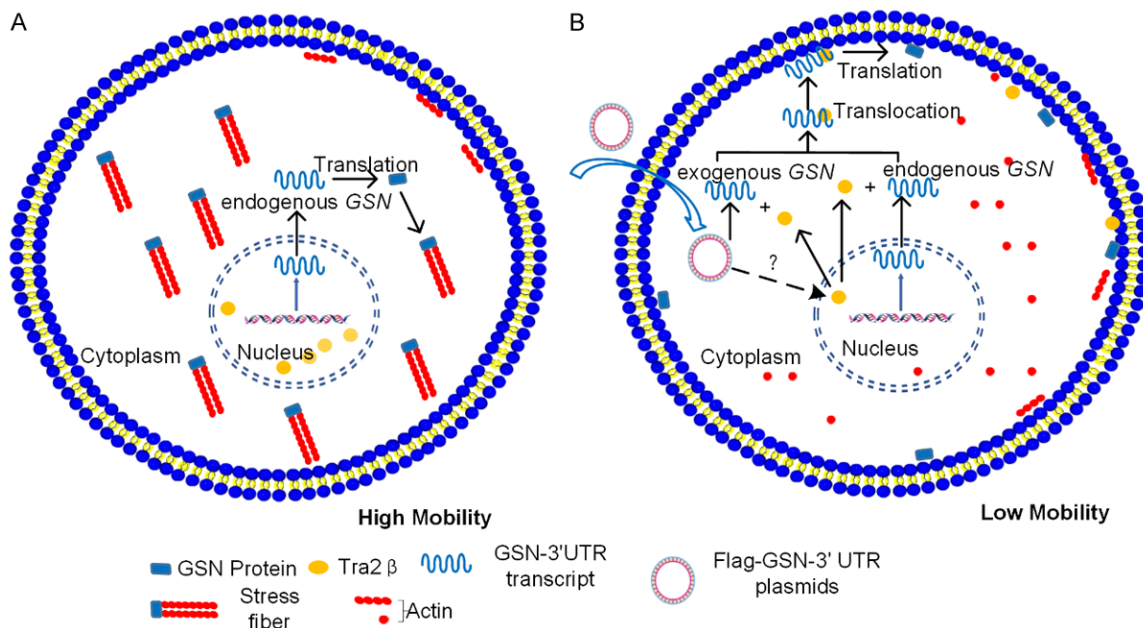 A
Translation
endogenous GSN
Cytoplasm
Nucleus
High Mobility
B
Translation
Translocation
exogenous GSN
endogenous GSN
+
+
?
Nucleus
Cytoplasm
Low Mobility
GSN Protein
Tra2 β
GSN-3'UTR
transcript
Flag-GSN-3' UTR
plasmids
Stress
fiber
]Actin